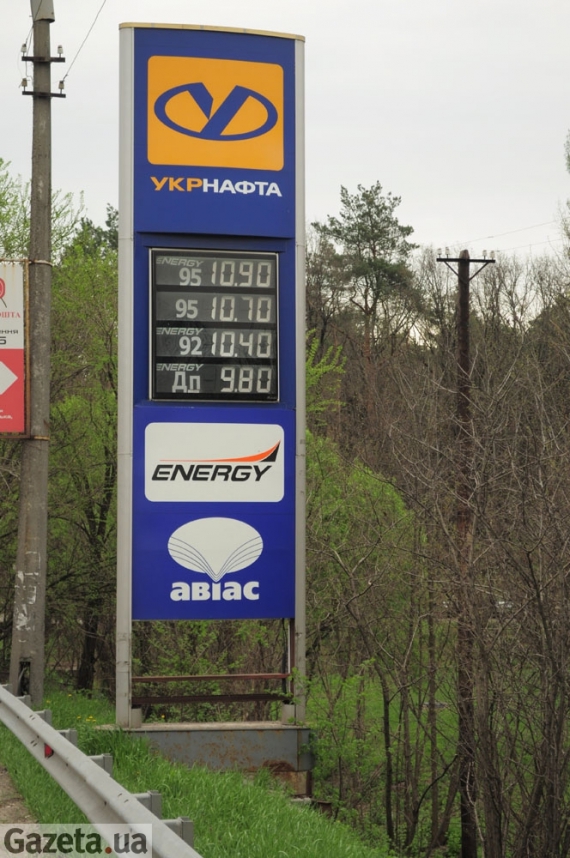 УКРНАФТА
ENERGY
95 10.90
95 10.70
ENERGY
92 10.40
ENERGY
Дп 9.80
ENERGY
авіас
Gazeta.ua